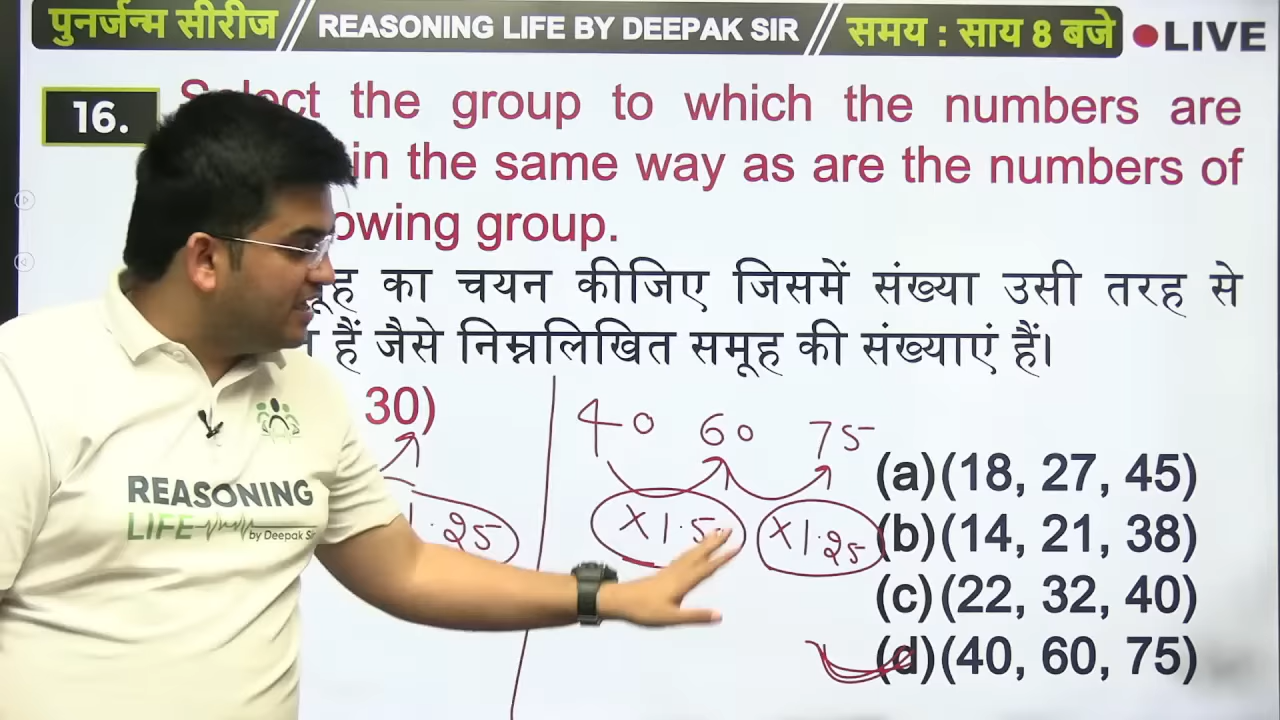 पुनर्जन्म सीरीज // REASONING LIFE BY DEEPAK SIR // समय : साय 8 बजे
LIVE
16.
Select the group to which the numbers are
in the same way as are the numbers of
owing group.
का चयन कीजिए जिसमें संख्या उसी तरह से
हैं जैसे निम्नलिखित समूह की संख्याएं हैं।
30)
1.25
40 60 75
×1.5 ×1.25
(a)(18, 27, 45)
(b)(14, 21, 38)
(c)(22, 32, 40)
(d)(40, 60, 75)
REASONING
LIFE
by Deepak Sir